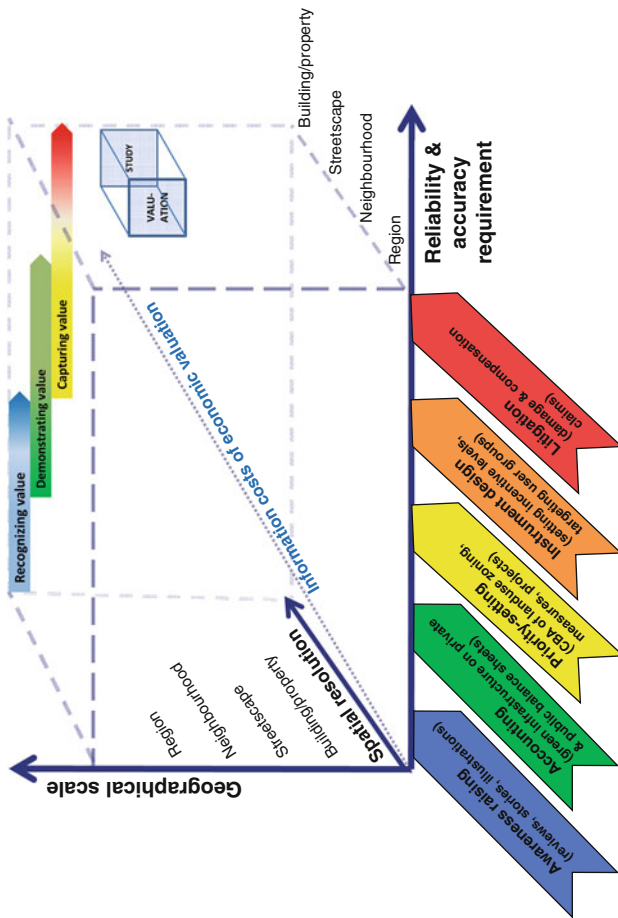 Recognizing value
Demonstrating value
Capturing value
VALU-
ATION
STUDY
Information costs of economic valuation
Geographical scale
Region
Neighbourhood
Streetscape
Building/property
Spatial resolution
Building/property
Streetscape
Neighbourhood
Region
Reliability &
accuracy
requirement
Awareness raising
(reviews, stories, illustrations)
Accounting
(green infrastructure on private
& public balance sheets)
Priority-setting
(CBA of landuse zoning,
measures, projects)
Instrument design
(setting incentive levels,
targeting user groups)
Litigation
(damage & compensation
claims)